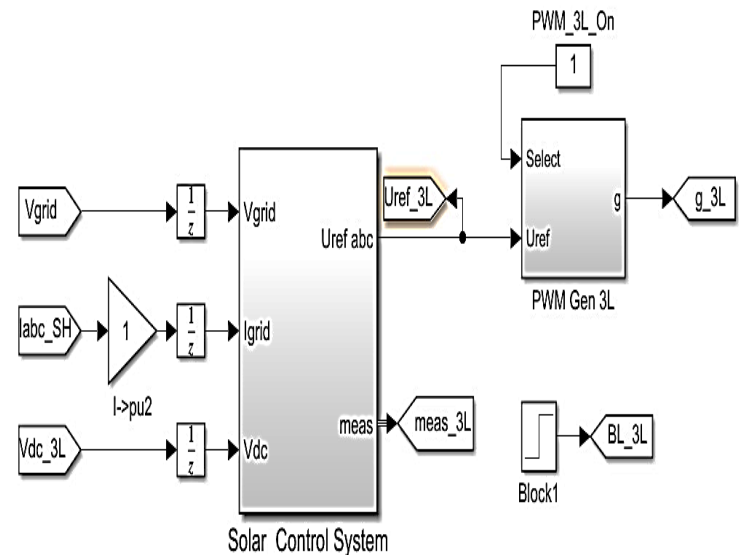 PWM_3L_On
1
Select
g
g_3L
Uref
PWM Gen 3L
Vgrid
1
z
Vgrid
Uref_3L
Uref abc
Iabc_SH
1
1
z
Igrid
I->pu2
Vdc_3L
1
z
Vdc
meas
meas_3L
BL_3L
Block1
Solar Control System